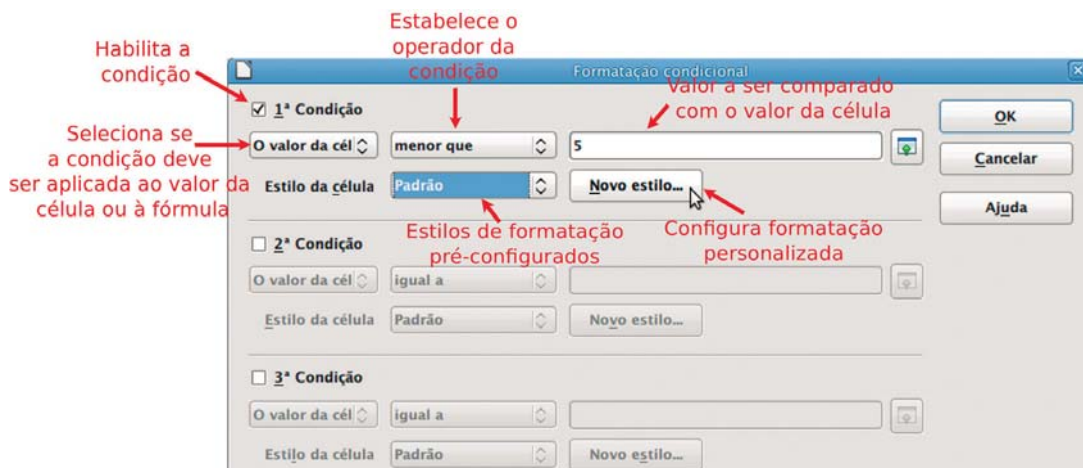 Estabelece o
operador da
condição
Habilita a
condição
Formatação condicional
Valor a ser comparado
com o valor da célula
1ª Condição
OK
Seleciona se
a condição deve
ser aplicada ao valor da
célula ou à fórmula
O valor da cél
menor que
5
Cancelar
Estilo da célula
Padrão
Novo estilo...
Ajuda
Estilos de formatação
pré-configurados
Configura formatação
personalizada
2ª Condição
O valor da cél
igual a
Estilo da célula
Padrão
Novo estilo...
3ª Condição
O valor da cél
igual a
Estilo da célula
Padrão
Novo estilo...